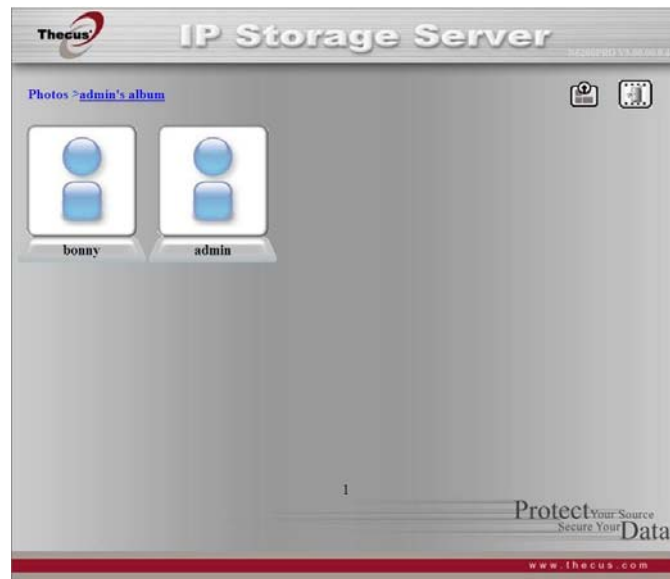 Thecus
IP Storage Server
Photos >admin's album
bonny
admin
1
Protect Your Source
Secure Your Data
www.thecus.com